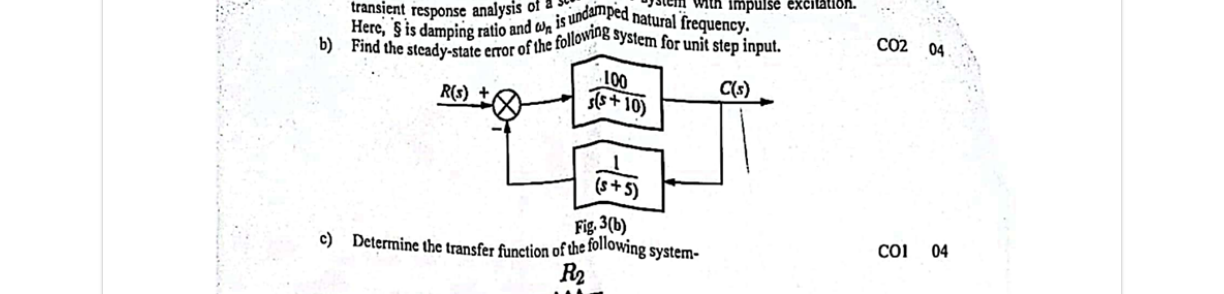 transient response analysis of a system with impulse excitation.
Here, § is damping ratio and ωₙ is undamped natural frequency.
b) Find the steady-state error of the following system for unit step input. CO2 04
R(s) +
100
s(s+10)
C(s)
−
1
(s+5)
Fig. 3(b)
c) Determine the transfer function of the following system- CO1 04
R₂